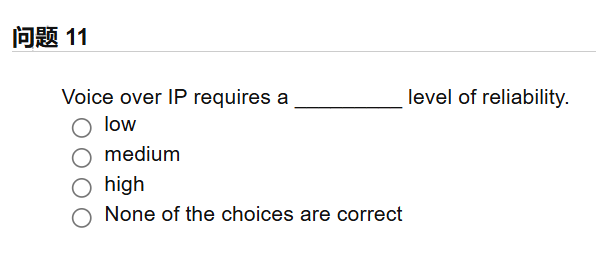 问题 11
Voice over IP requires a __________ level of reliability.
low
medium
high
None of the choices are correct